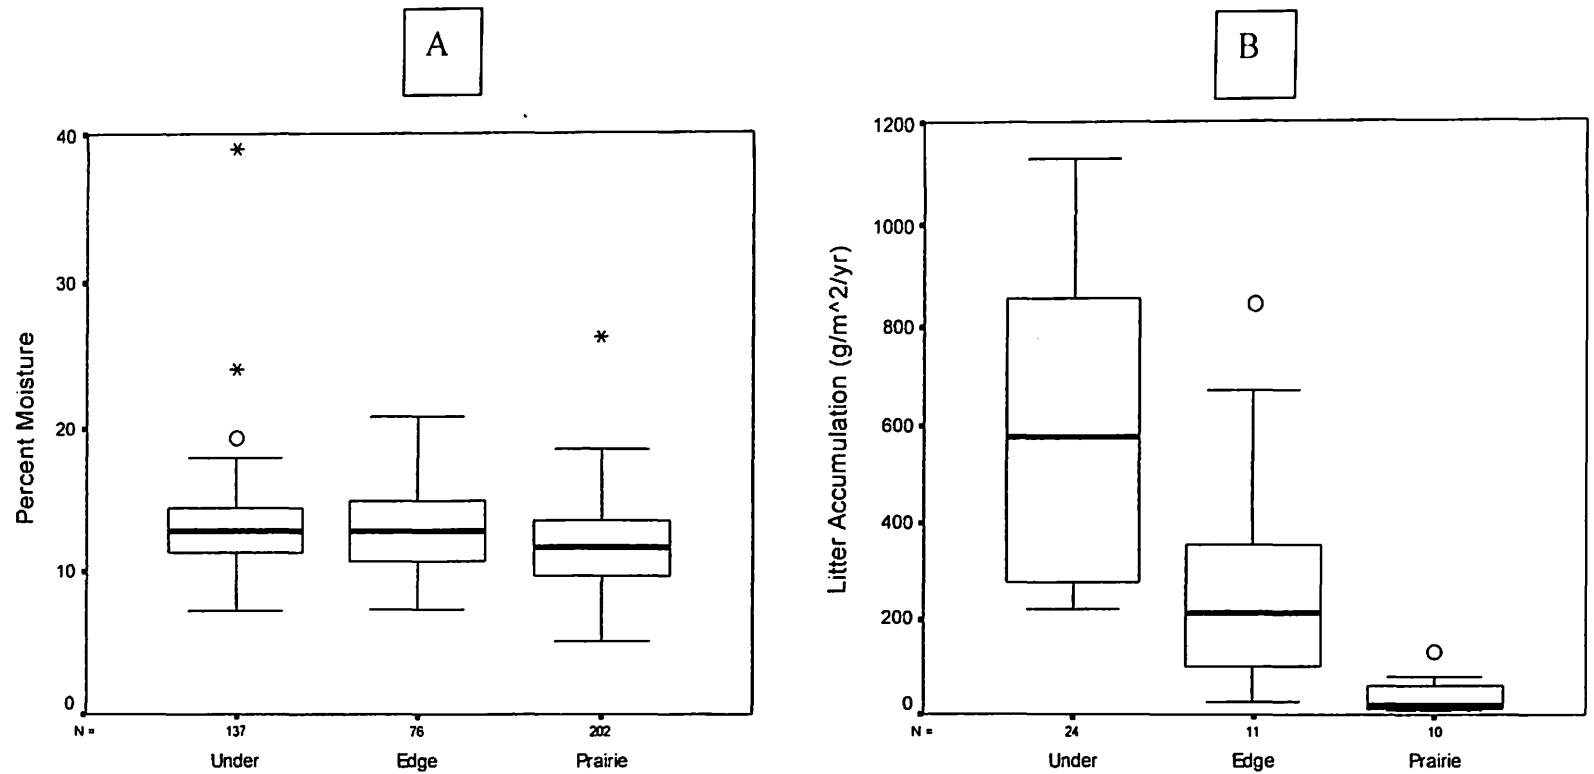 A
B
40
30
20
10
0
Percent Moisture
N = 137 76 202
Under Edge Prairie
1200
1000
800
600
400
200
0
Litter Accumulation (g/m^2/yr)
N = 24 11 10
Under Edge Prairie